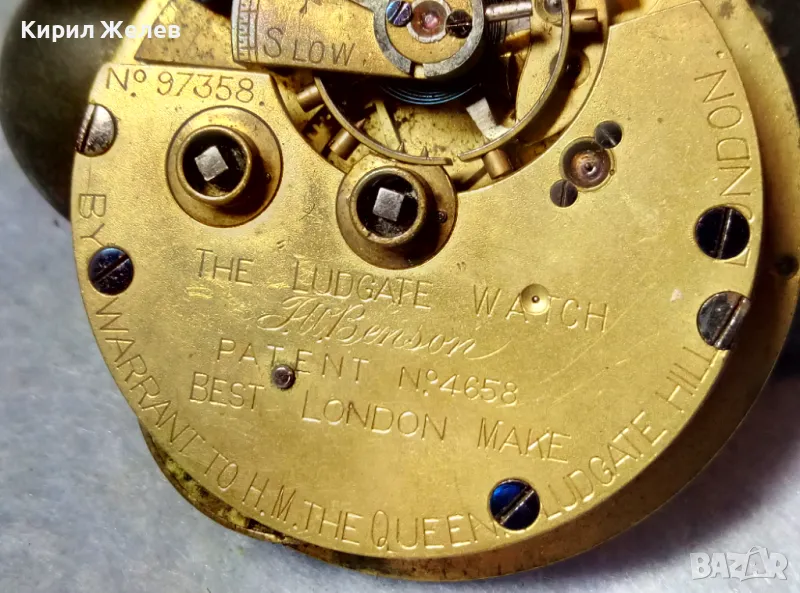 Кирил Желев
SLOW
No 97358.
THE LUDGATE WATCH
J.W. Benson
PATENT No 4658
BEST LONDON MAKE
BY WARRANT TO H.M. THE QUEEN. LUDGATE HILL LONDON.
BAZAR